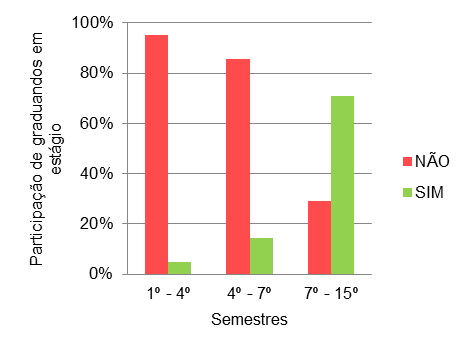 Participação de graduandos em
estágio
100%
80%
60%
40%
20%
0%
1º - 4º
4º - 7º
7º - 15º
Semestres
NÃO
SIM